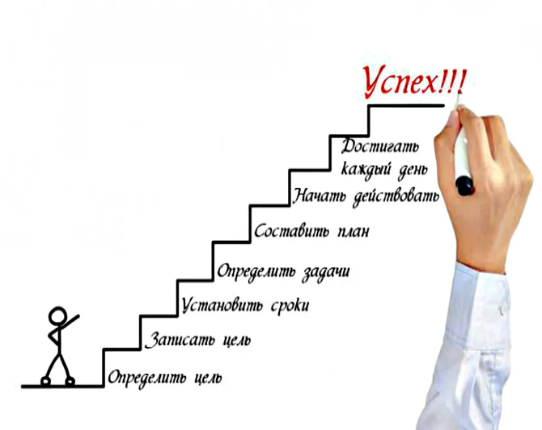 Успех!!!
Достигать
каждый день
Начать действовать
Составить план
Определить задачи
Установить сроки
Записать цель
Определить цель